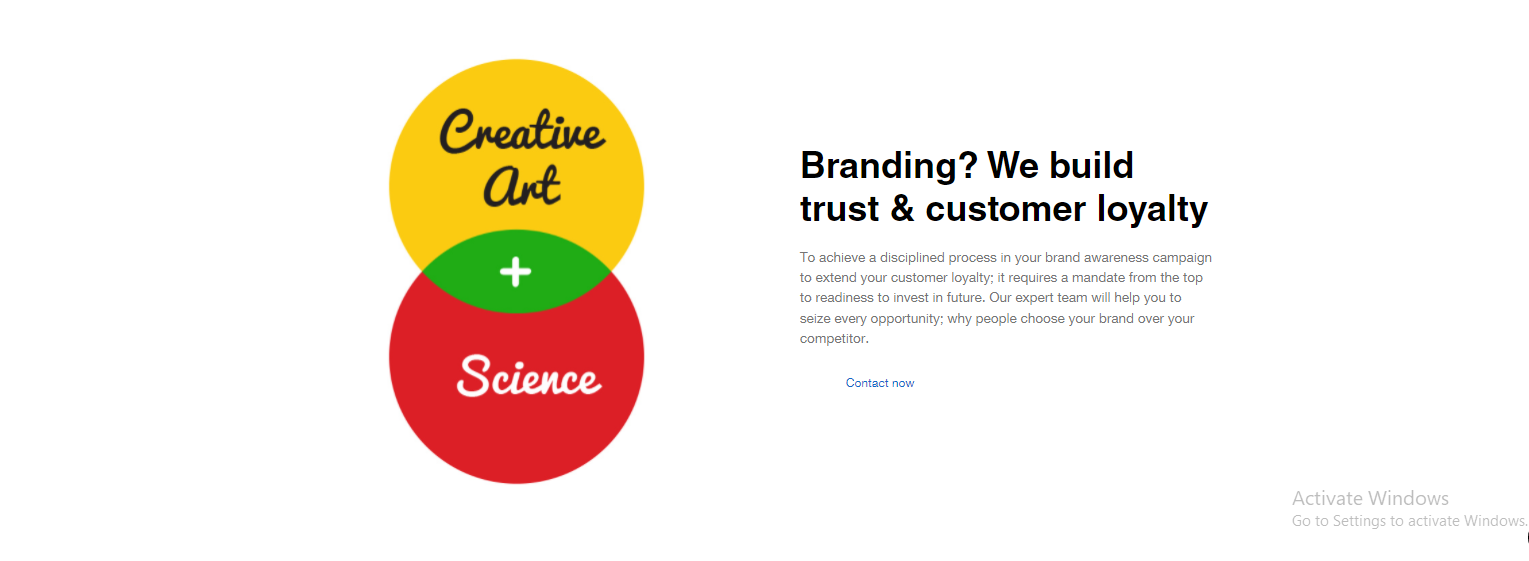 Creative
Art
+
Science
Branding? We build
trust & customer loyalty
To achieve a disciplined process in your brand awareness campaign
to extend your customer loyalty; it requires a mandate from the top
to readiness to invest in future. Our expert team will help you to
seize every opportunity; why people choose your brand over your
competitor.
Contact now
Activate Windows
Go to Settings to activate Windows.